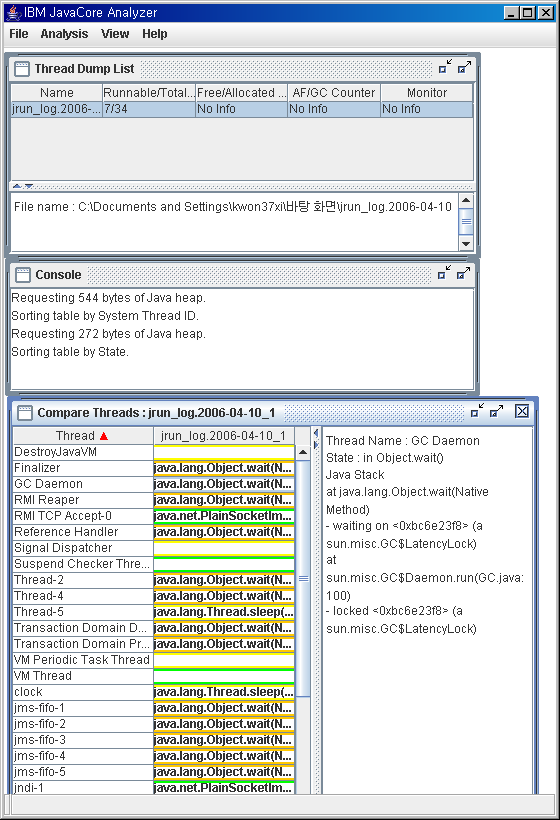 IBM JavaCore Analyzer
File Analysis View Help
Thread Dump List
Name Runnable/Total... Free/Allocated ... AF/GC Counter Monitor
jrun_log.2006-... 7/34 No Info No Info No Info
File name : C:\Documents and Settings\kwon37xi\바탕 화면\jrun_log.2006-04-10
Console
Requesting 544 bytes of Java heap.
Sorting table by System Thread ID.
Requesting 272 bytes of Java heap.
Sorting table by State.
Compare Threads : jrun_log.2006-04-10_1
Thread jrun_log.2006-04-10_1
DestroyJavaVM
Finalizer java.lang.Object.wait(N...
GC Daemon java.lang.Object.wait(N...
RMI Reaper java.lang.Object.wait(N...
RMI TCP Accept-0 java.net.PlainSocketIm...
Reference Handler java.lang.Object.wait(N...
Signal Dispatcher
Suspend Checker Thre...
Thread-2 java.lang.Object.wait(N...
Thread-4 java.lang.Object.wait(N...
Thread-5 java.lang.Thread.sleep(...
Transaction Domain D... java.lang.Object.wait(N...
Transaction Domain Pr... java.lang.Object.wait(N...
VM Periodic Task Thread
VM Thread
clock java.lang.Thread.sleep(...
jms-fifo-1 java.lang.Object.wait(N...
jms-fifo-2 java.lang.Object.wait(N...
jms-fifo-3 java.lang.Object.wait(N...
jms-fifo-4 java.lang.Object.wait(N...
jms-fifo-5 java.lang.Object.wait(N...
jndi-1 java.net.PlainSocketIm...
Thread Name : GC Daemon
State : in Object.wait()
Java Stack
at java.lang.Object.wait(Native
Method)
- waiting on <0xbc6e23f8> (a
sun.misc.GC$LatencyLock)
at
sun.misc.GC$Daemon.run(GC.java:
100)
- locked <0xbc6e23f8> (a
sun.misc.GC$LatencyLock)